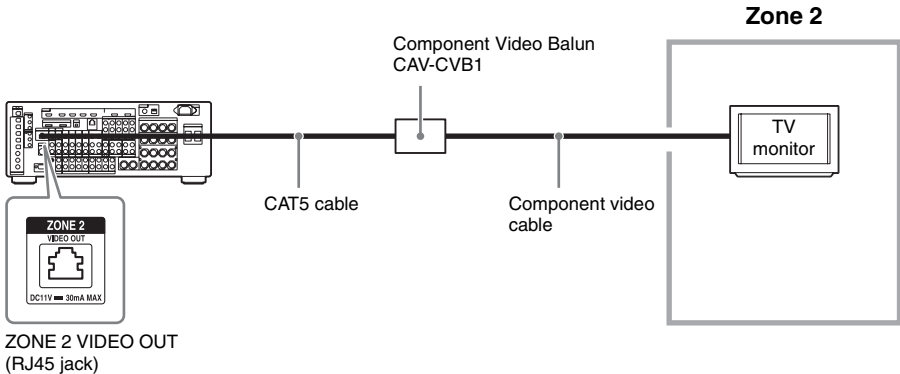 Zone 2
Component Video Balun
CAV-CVB1
TV
monitor
CAT5 cable
Component video
cable
ZONE 2
VIDEO OUT
DC11V 30mA MAX
ZONE 2 VIDEO OUT
(RJ45 jack)